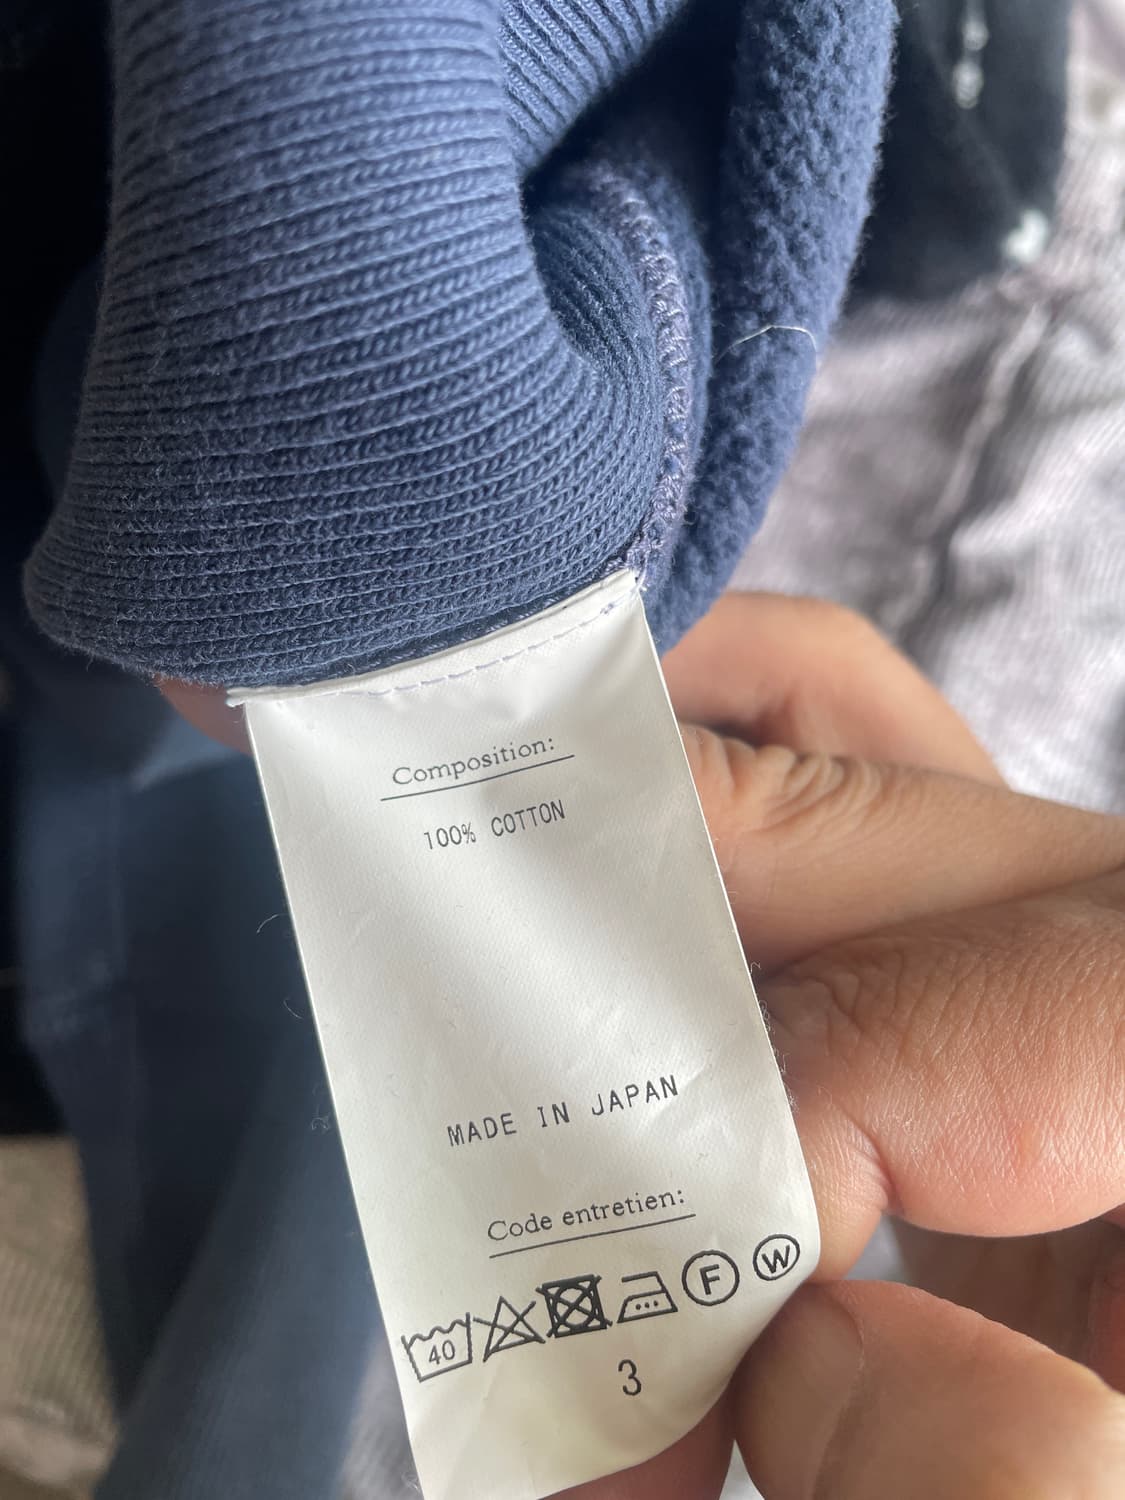 Composition:
100% COTTON
MADE IN JAPAN
Code entretien:
40 F W
3